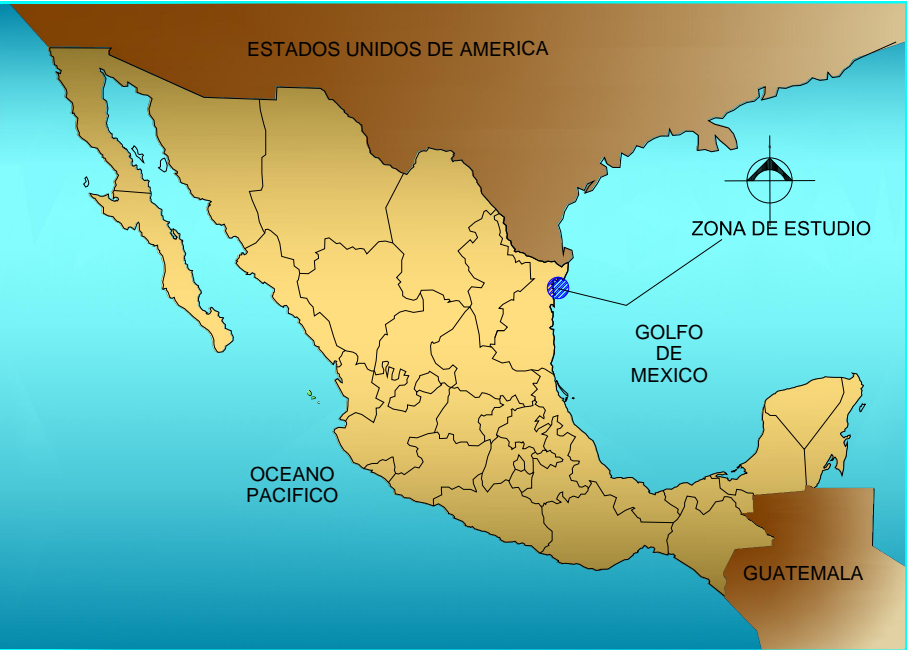 ESTADOS UNIDOS DE AMERICA
ZONA DE ESTUDIO
GOLFO
DE
MEXICO
OCEANO
PACIFICO
GUATEMALA